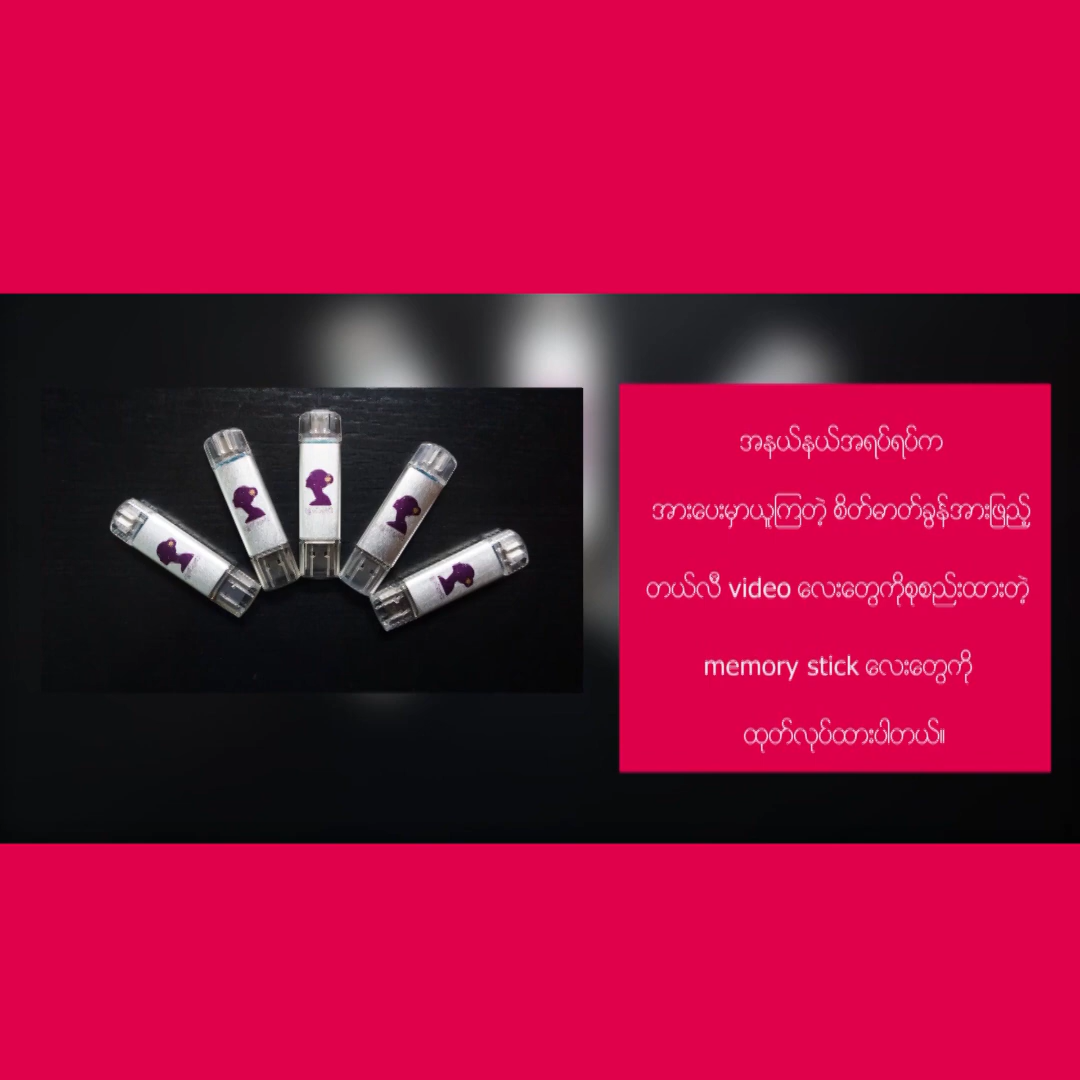 အနယ်နယ်အရပ်ရပ်က
အားပေးမှာယူကြတဲ့ စိတ်ဓာတ်ခွန်အားဖြည့်
တယ်လီ video လေးတွေကိုစုစည်းထားတဲ့
memory stick လေးတွေကို
ထုတ်လုပ်ထားပါတယ်။